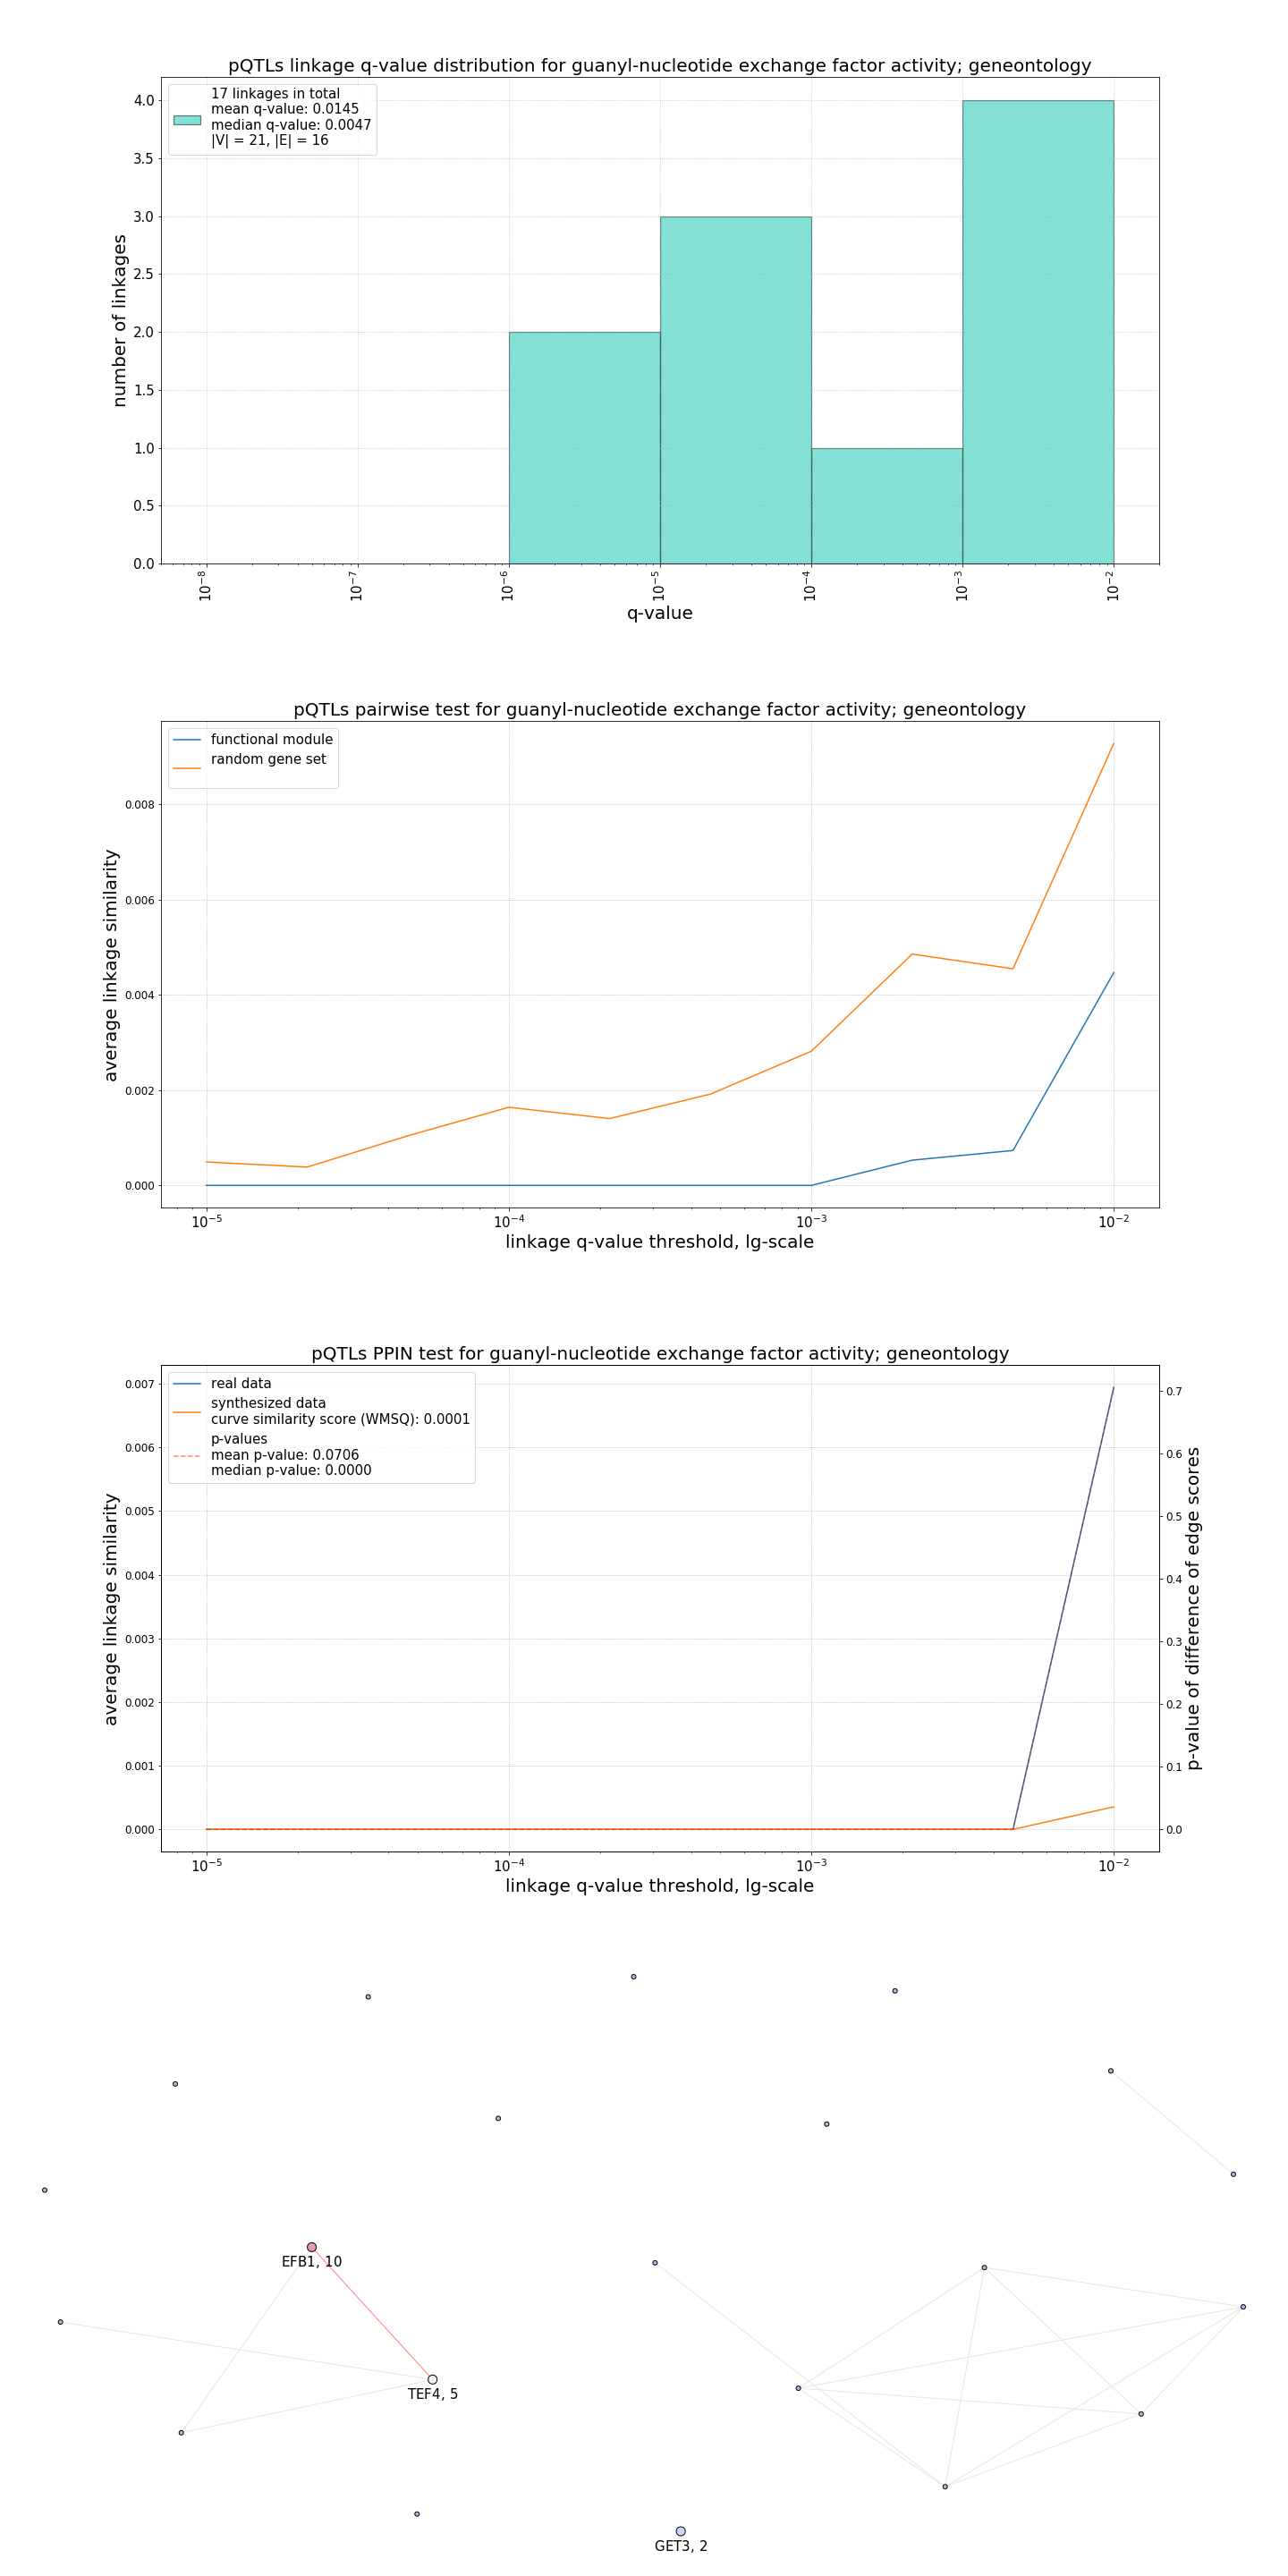 pQTLs linkage q-value distribution for guanyl-nucleotide exchange factor activity; geneontology
17 linkages in total
mean q-value: 0.0145
median q-value: 0.0047
|V| = 21, |E| = 16
number of linkages
4.0
3.5
3.0
2.5
2.0
1.5
1.0
0.5
0.0
10⁻⁸ 10⁻⁷ 10⁻⁶ 10⁻⁵ 10⁻⁴ 10⁻³ 10⁻²
q-value
pQTLs pairwise test for guanyl-nucleotide exchange factor activity; geneontology
functional module
random gene set
average linkage similarity
0.008
0.006
0.004
0.002
0.000
10⁻⁵ 10⁻⁴ 10⁻³ 10⁻²
linkage q-value threshold, lg-scale
pQTLs PPIN test for guanyl-nucleotide exchange factor activity; geneontology
real data
synthesized data
curve similarity score (WMSQ): 0.0001
p-values
mean p-value: 0.0706
median p-value: 0.0000
average linkage similarity
0.007
0.006
0.005
0.004
0.003
0.002
0.001
0.000
0.7
0.6
0.5
0.4
0.3
0.2
0.1
0.0
p-value of difference of edge scores
10⁻⁵ 10⁻⁴ 10⁻³ 10⁻²
linkage q-value threshold, lg-scale
EFB1, 10
TEF4, 5
GET3, 2